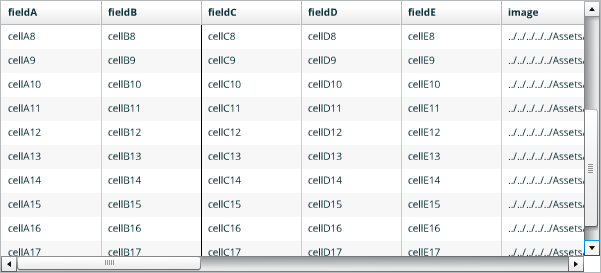 fieldA fieldB fieldC fieldD fieldE image
cellA8 cellB8 cellC8 cellD8 cellE8 ../../../../../Assets/
cellA9 cellB9 cellC9 cellD9 cellE9 ../../../../../Assets/
cellA10 cellB10 cellC10 cellD10 cellE10 ../../../../../Assets/
cellA11 cellB11 cellC11 cellD11 cellE11 ../../../../../Assets/
cellA12 cellB12 cellC12 cellD12 cellE12 ../../../../../Assets/
cellA13 cellB13 cellC13 cellD13 cellE13 ../../../../../Assets/
cellA14 cellB14 cellC14 cellD14 cellE14 ../../../../../Assets/
cellA15 cellB15 cellC15 cellD15 cellE15 ../../../../../Assets/
cellA16 cellB16 cellC16 cellD16 cellE16 ../../../../../Assets/
cellA17 cellB17 cellC17 cellD17 cellE17 ../../../../../Assets/